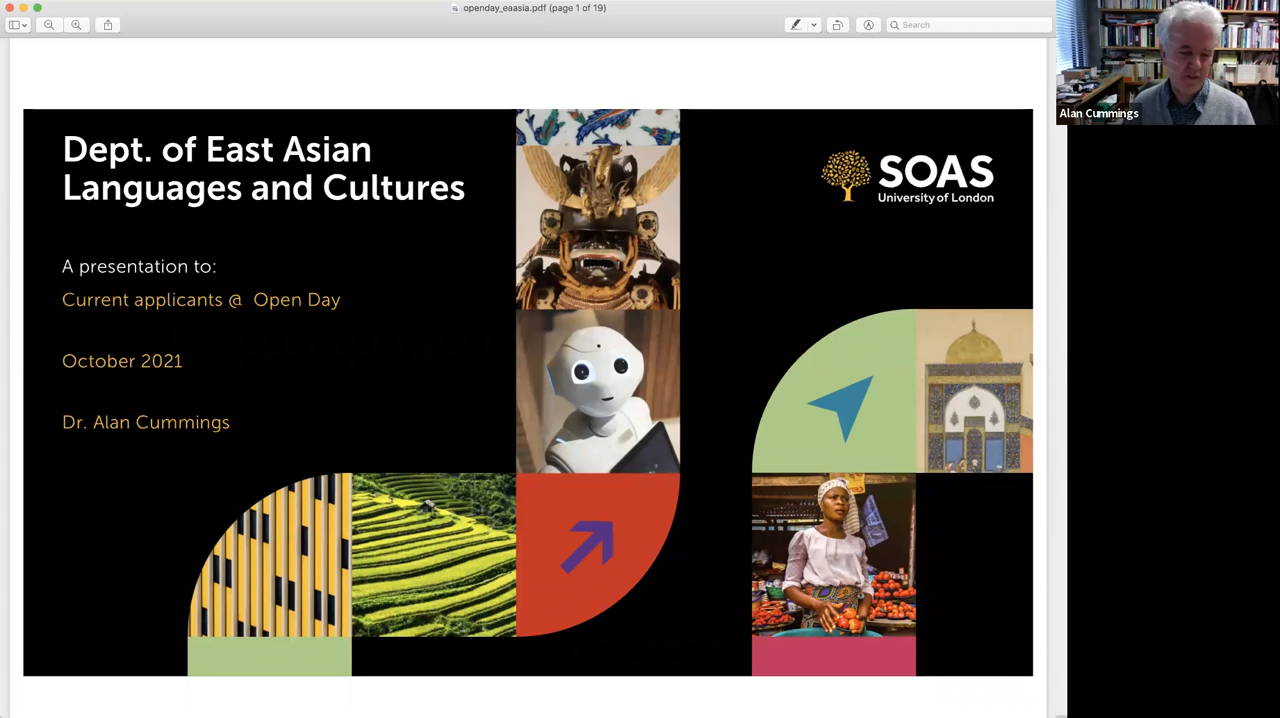 openday_eaasia.pdf (page 1 of 19)
Search
Alan Cummings
Dept. of East Asian
Languages and Cultures
SOAS
University of London
A presentation to:
Current applicants @ Open Day
October 2021
Dr. Alan Cummings